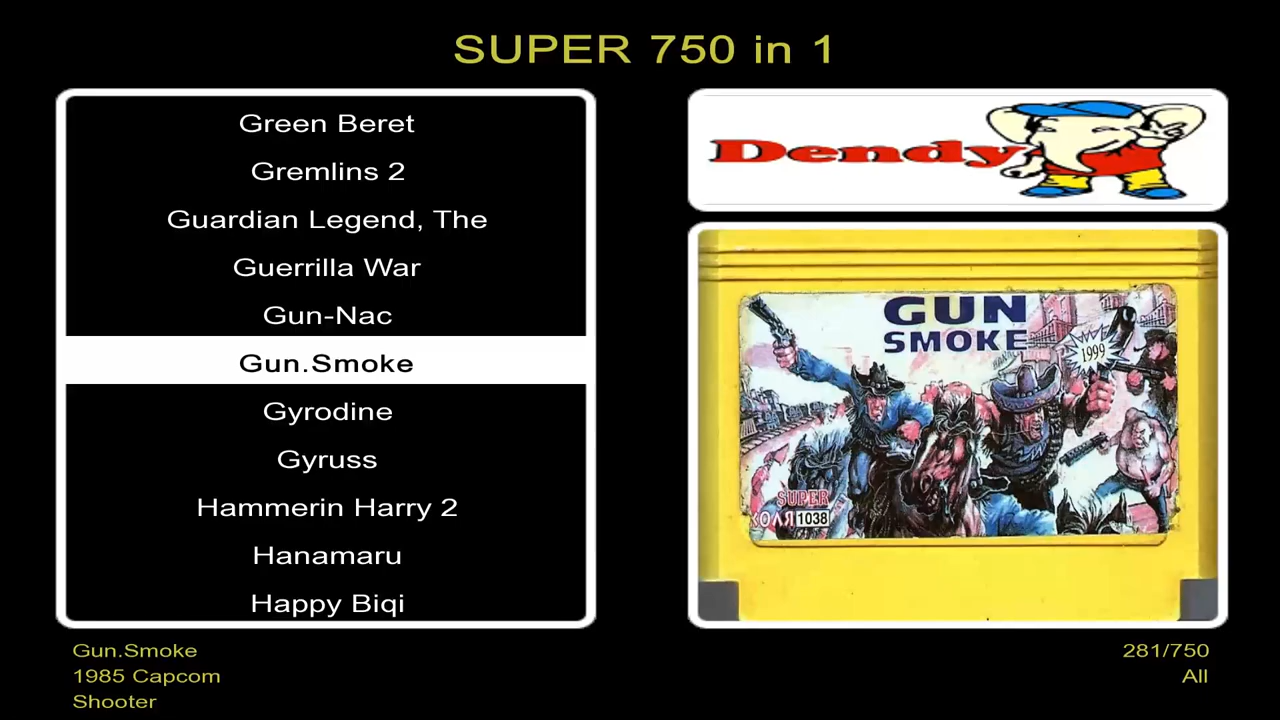 SUPER 750 in 1
Green Beret
Gremlins 2
Guardian Legend, The
Guerrilla War
Gun-Nac
Gun.Smoke
Gyrodine
Gyruss
Hammerin Harry 2
Hanamaru
Happy Biqi
Dendy
GUN
SMOKE
1999
SUPER
КОЛЯ 1038
Gun.Smoke
1985 Capcom
Shooter
281/750
All